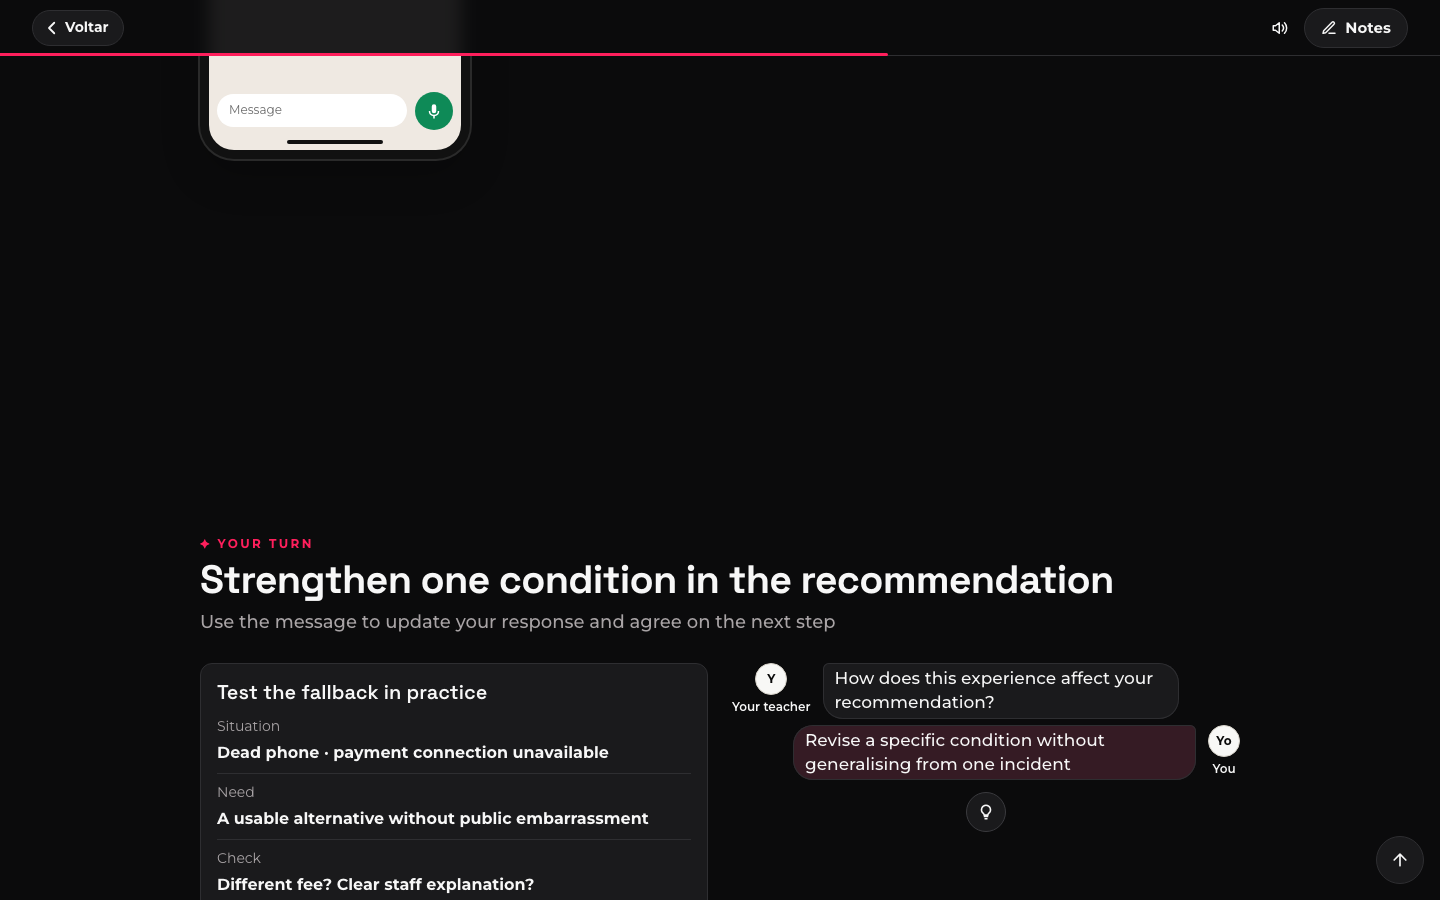 Voltar
Notes
Message
YOUR TURN
Strengthen one condition in the recommendation
Use the message to update your response and agree on the next step
Test the fallback in practice
Situation
Dead phone · payment connection unavailable
Need
A usable alternative without public embarrassment
Check
Different fee? Clear staff explanation?
Y
Your teacher
How does this experience affect your
recommendation?
Revise a specific condition without
generalising from one incident
Yo
You